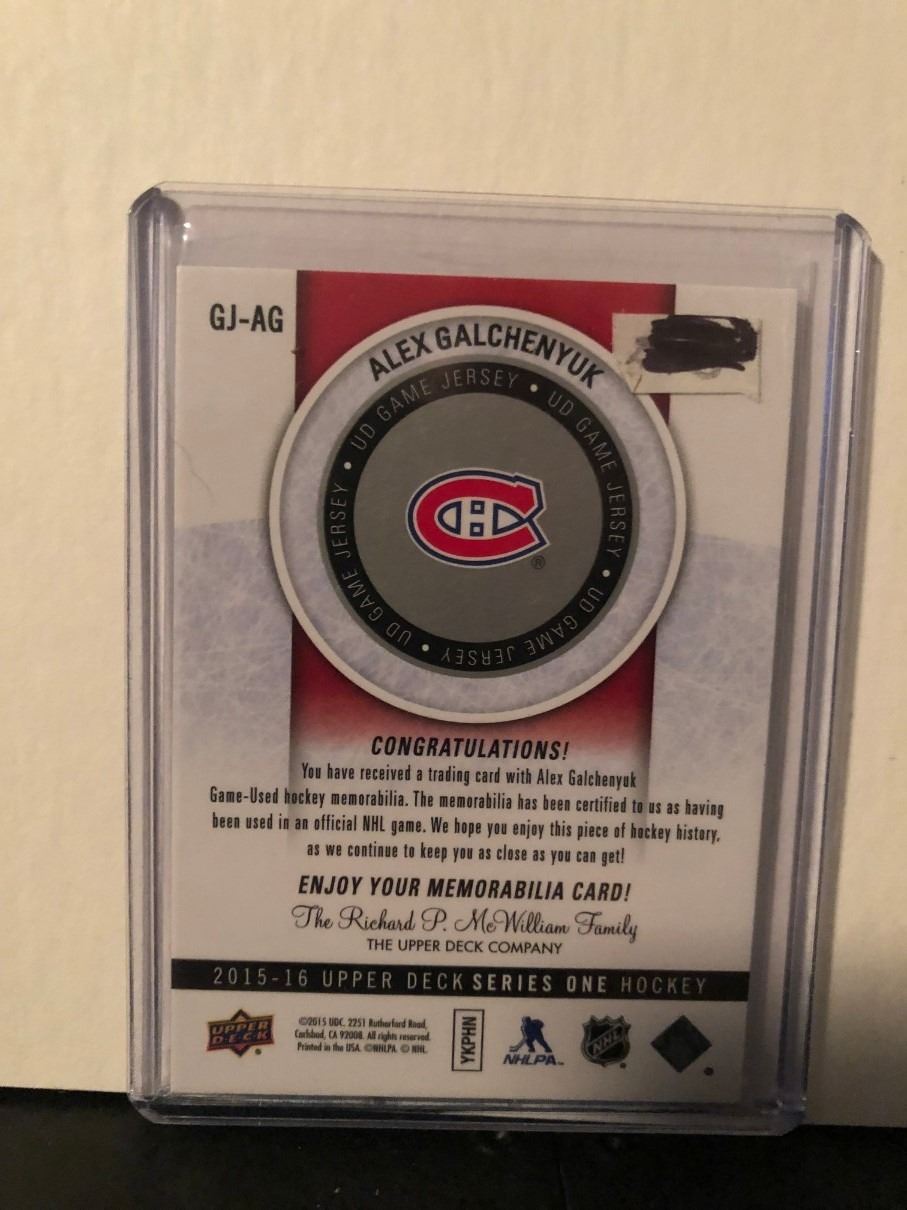 GJ-AG
ALEX GALCHENYUK
UD GAME JERSEY • UD GAME JERSEY • UD GAME JERSEY • UD GAME JERSEY • UD GAME JERSEY •
®
CONGRATULATIONS!
You have received a trading card with Alex Galchenyuk
Game-Used hockey memorabilia. The memorabilia has been certified to us as having
been used in an official NHL game. We hope you enjoy this piece of hockey history,
as we continue to keep you as close as you can get!
ENJOY YOUR MEMORABILIA CARD!
The Richard P. McWilliam Family
THE UPPER DECK COMPANY
2015-16 UPPER DECK SERIES ONE HOCKEY
UPPER
DECK
©2015 UDC. 2251 Rutherford Road,
Carlsbad, CA 92008. All rights reserved.
Printed in the USA. ©NHLPA. © NHL.
YKPHN
NHLPA™
NHL